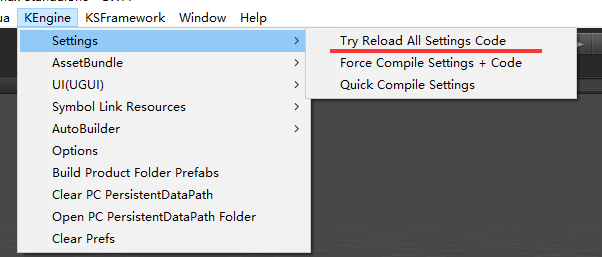 ua KEngine KSFramework Window Help
Settings
AssetBundle
UI(UGUI)
Symbol Link Resources
AutoBuilder
Options
Build Product Folder Prefabs
Clear PC PersistentDataPath
Open PC PersistentDataPath Folder
Clear Prefs
Try Reload All Settings Code
Force Compile Settings + Code
Quick Compile Settings